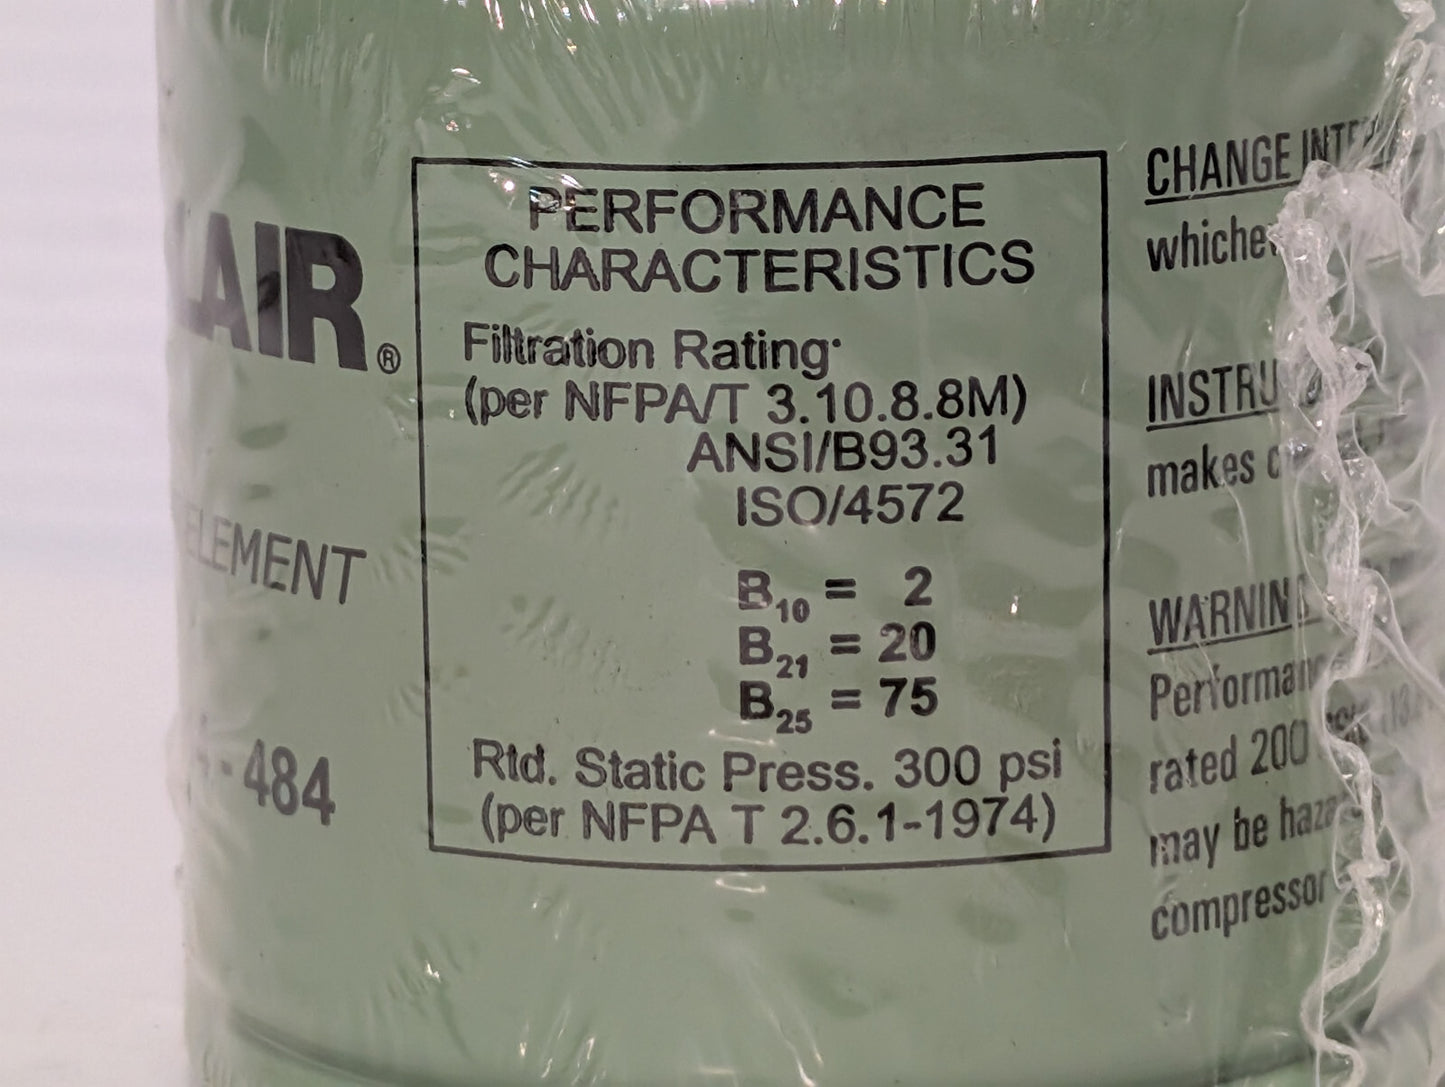 LAIR®
ELEMENT
-484
PERFORMANCE
CHARACTERISTICS
Filtration Rating:
(per NFPA/T 3.10.8.8M)
ANSI/B93.31
ISO/4572
B10 = 2
B21 = 20
B25 = 75
Rtd. Static Press. 300 psi
(per NFPA T 2.6.1-1974)
CHANGE
whiche
INSTRU
makes
WARNIN
Performan
rated 200
may be haza
compressor